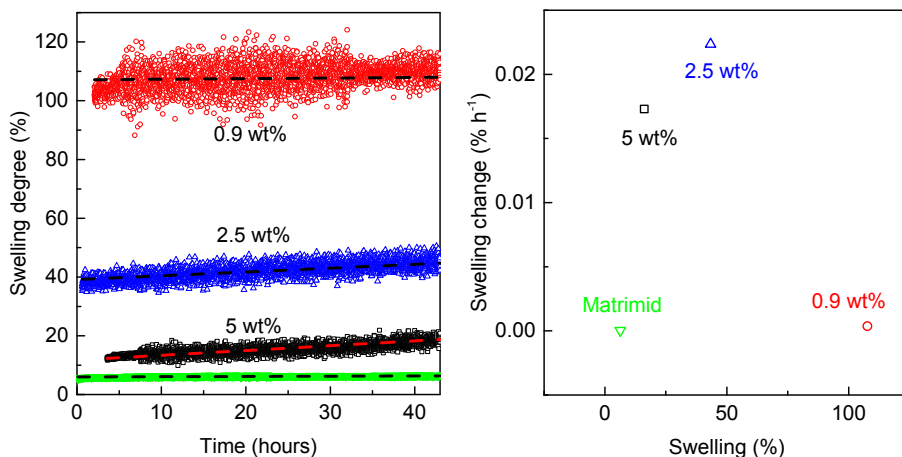 120
100
80
60
40
20
0
Swelling degree (%)
0.9 wt%
2.5 wt%
5 wt%
0 10 20 30 40
Time (hours)
0.02
0.01
0.00
Swelling change (% h⁻¹)
2.5 wt%
5 wt%
Matrimid
0.9 wt%
0 50 100
Swelling (%)